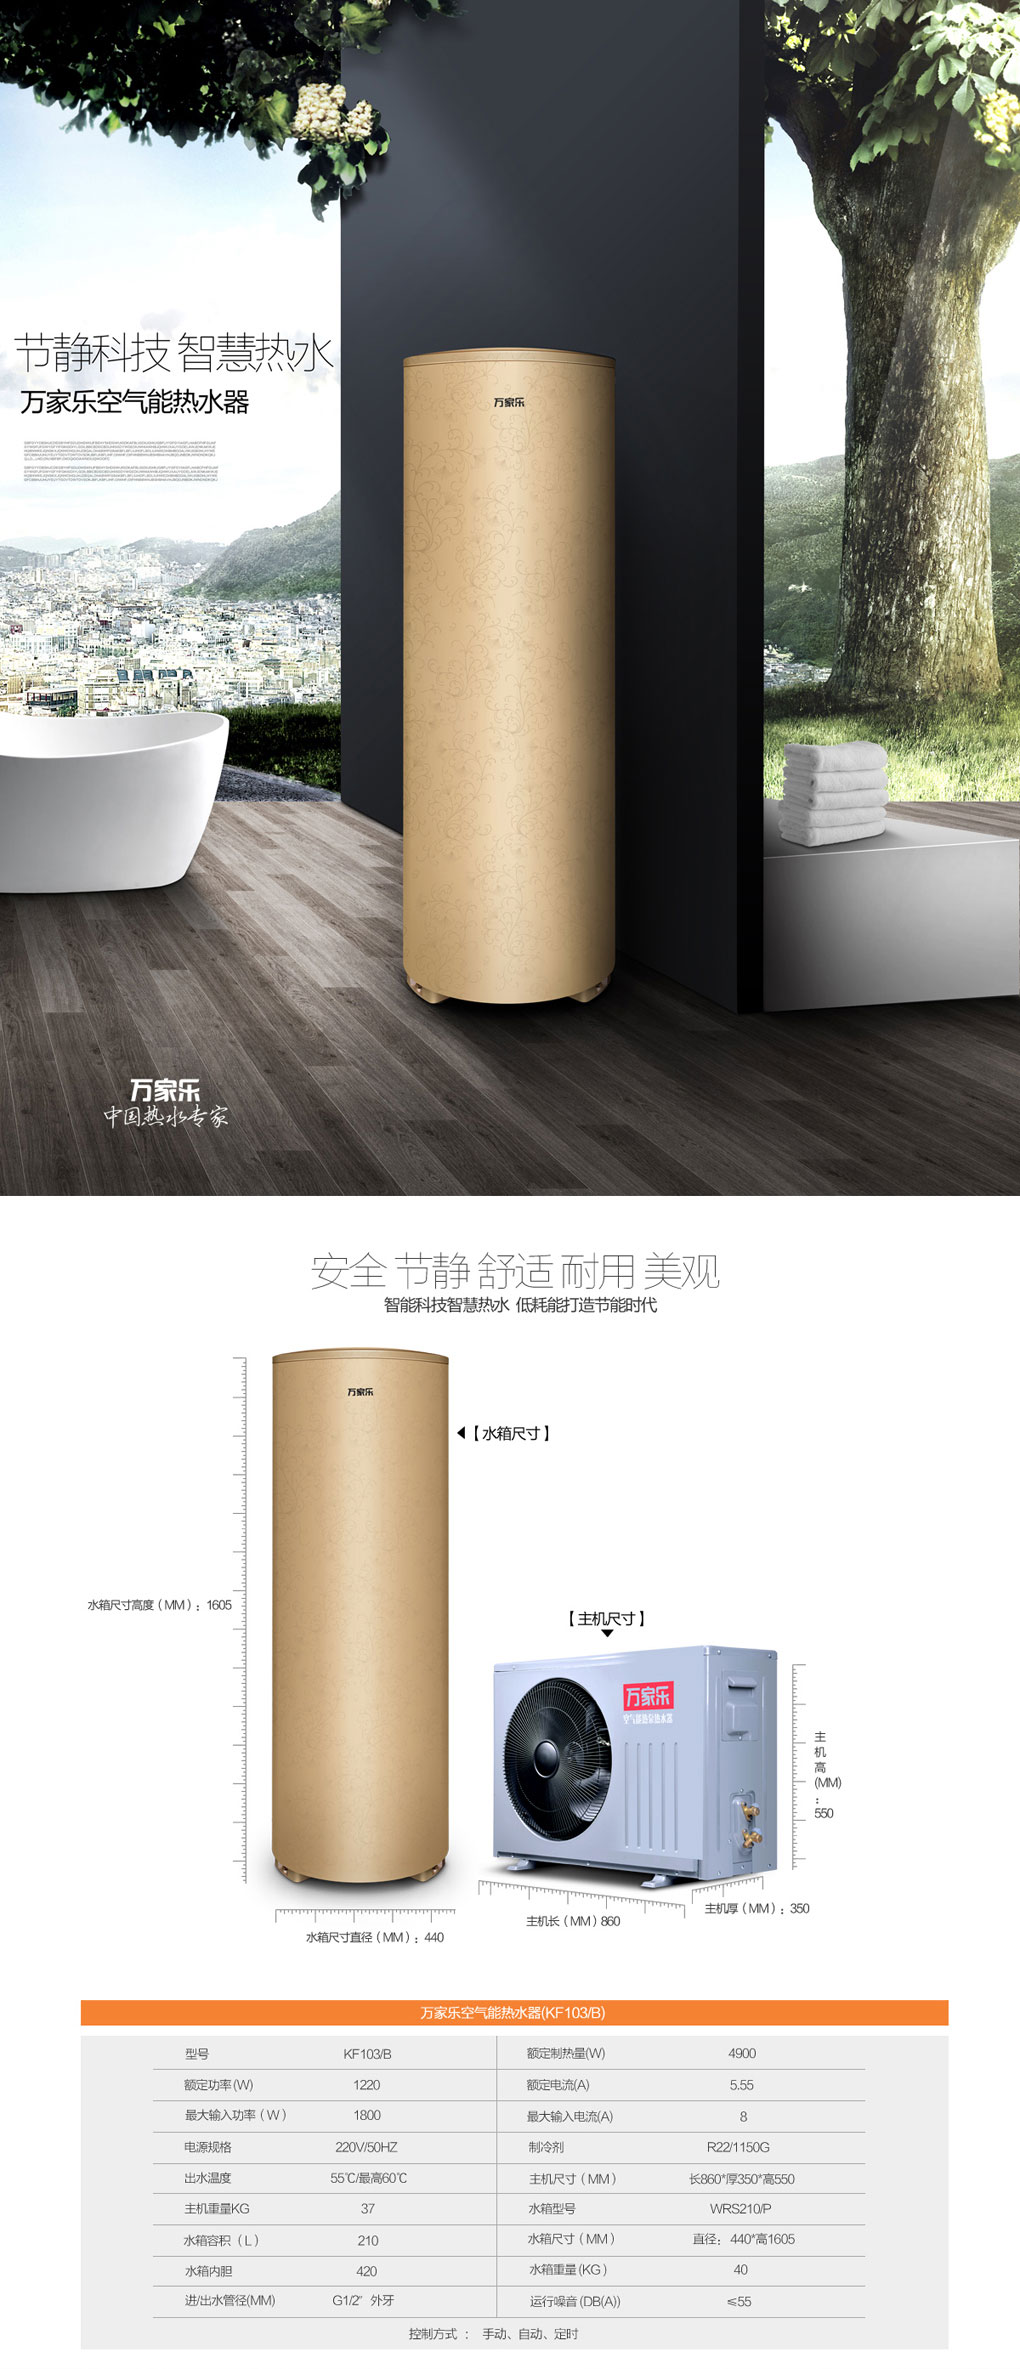 节静科技 智慧热水
万家乐空气能热水器
万家乐
万家乐
中国热水专家
安全 节静 舒适 耐用 美观
智能科技智慧热水 低耗能打造节能时代
万家乐
【水箱尺寸】
水箱尺寸高度（MM）：1605
【主机尺寸】
万家乐
空气能热泵热水器
主机高(MM)：550
主机厚（MM）：350
主机长（MM）860
水箱尺寸直径（MM）：440
万家乐空气能热水器(KF103/B)
型号 KF103/B 额定制热量(W) 4900
额定功率(W) 1220 额定电流(A) 5.55
最大输入功率（W） 1800 最大输入电流(A) 8
电源规格 220V/50HZ 制冷剂 R22/1150G
出水温度 55℃/最高60℃ 主机尺寸（MM） 长860*厚350*高550
主机重量KG 37 水箱型号 WRS210/P
水箱容积（L） 210 水箱尺寸（MM） 直径：440*高1605
水箱内胆 420 水箱重量(KG) 40
进/出水管径(MM) G1/2″ 外牙 运行噪音(DB(A)) ≤55
控制方式 ： 手动、自动、定时